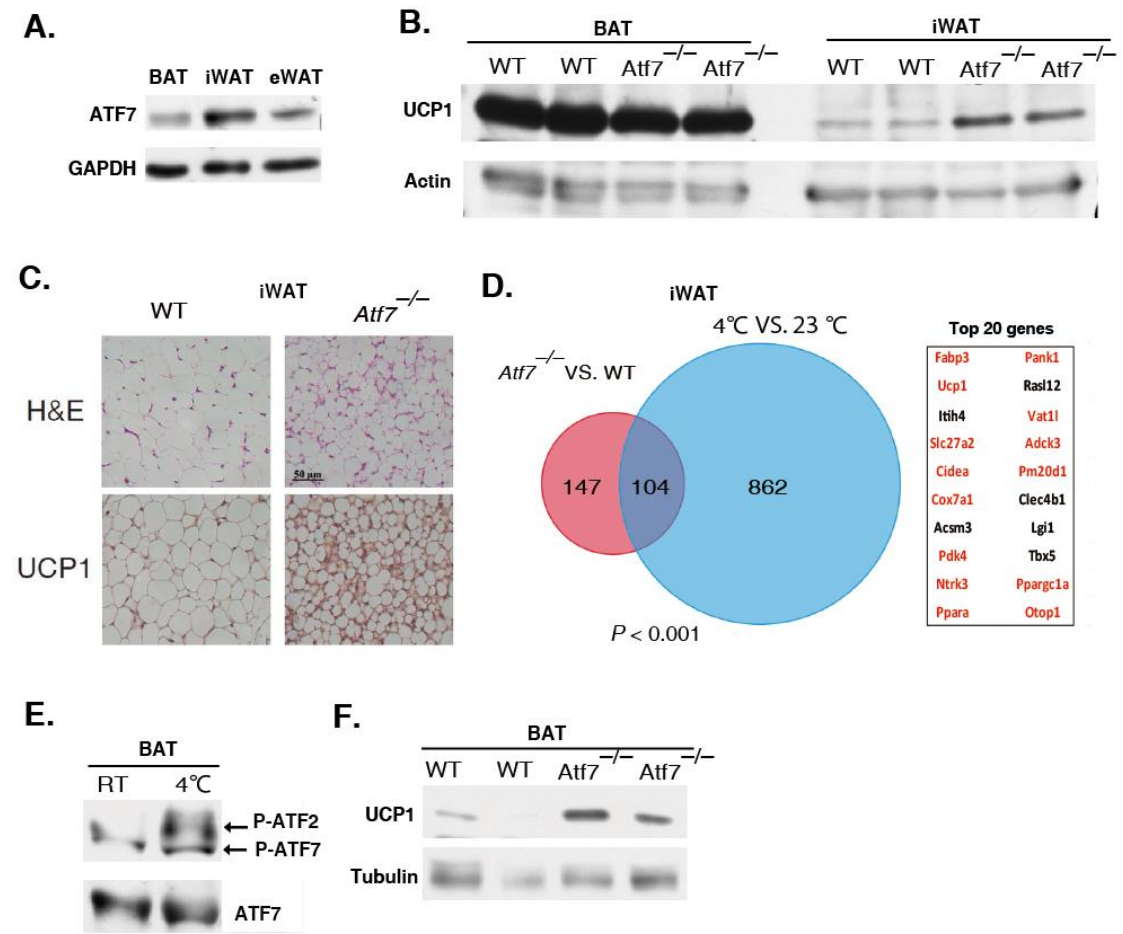 A.
BAT iWAT eWAT
ATF7
GAPDH
B.
BAT
iWAT
WT WT Atf7−/− Atf7−/− WT WT Atf7−/− Atf7−/−
UCP1
Actin
C.
iWAT
WT Atf7−/−
H&E
50 μm
UCP1
D.
iWAT
4℃ VS. 23 ℃
Atf7−/− VS. WT
147 104 862
P < 0.001
Top 20 genes
Fabp3 Pank1
Ucp1 Rasl12
Itih4 Vat1l
Slc27a2 Adck3
Cidea Pm20d1
Cox7a1 Clec4b1
Acsm3 Lgi1
Pdk4 Tbx5
Ntrk3 Ppargc1a
Ppara Otop1
E.
BAT
RT 4℃
P-ATF2
P-ATF7
ATF7
F.
BAT
WT WT Atf7−/− Atf7−/−
UCP1
Tubulin